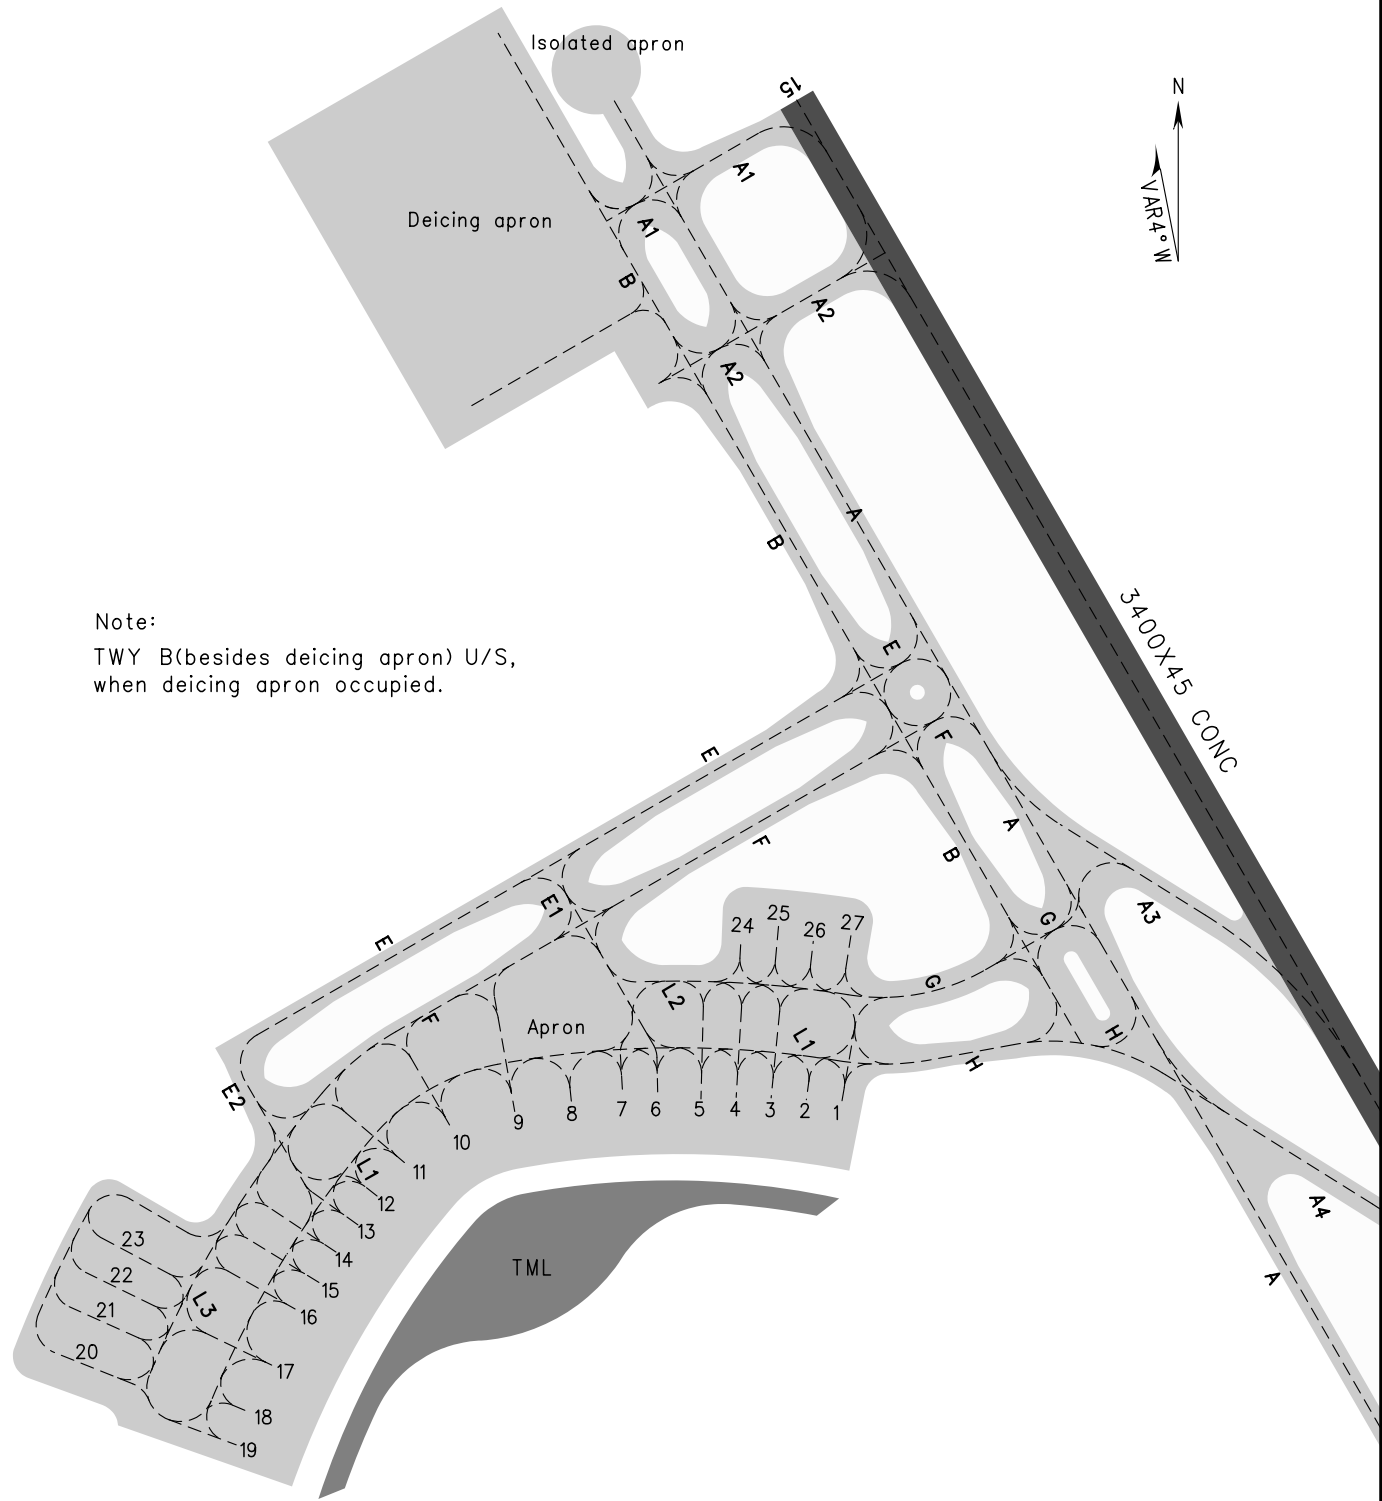 Isolated apron
15
N
VAR4°W
A1
Deicing apron
A1
B
A2
A2
A
B
3400X45 CONC
Note:
TWY B(besides deicing apron) U/S,
when deicing apron occupied.
E
F
E
F
A
B
E1
A3
G
24
25
26
27
E
G
L2
F
Apron
L1
H
H
E2
9
8
7
6
5
4
3
2
1
10
L1
11
12
A4
13
23
14
22
TML
A
15
L3
21
16
20
17
18
19